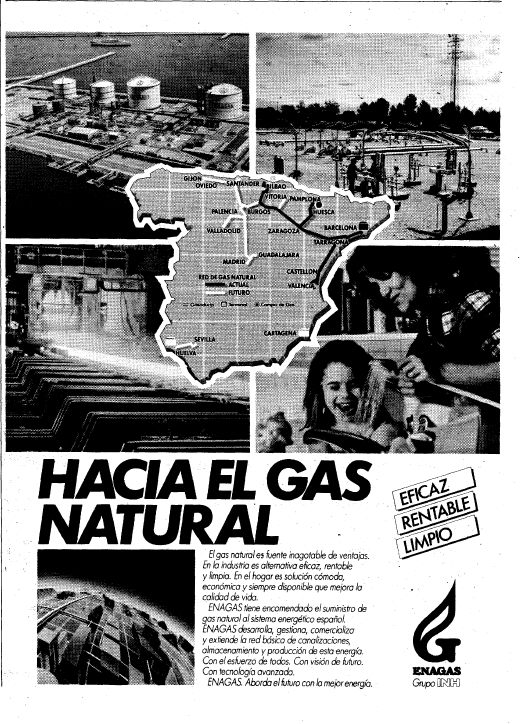 GIJON
OVIEDO
SANTANDER
BILBAO
VITORIA
PAMPLONA
PALENCIA
BURGOS
HUESCA
VALLADOLID
ZARAGOZA
BARCELONA
TARRAGONA
MADRID
GUADALAJARA
CASTELLON
RED DE GAS NATURAL
ACTUAL
FUTURO
VALENCIA
Terminal
Campo de Gas
CARTAGENA
SEVILLA
HUELVA
HACIA EL GAS
NATURAL
EFICAZ
RENTABLE
LIMPIO
El gas natural es fuente inagotable de ventajas.
En la industria es alternativa eficaz, rentable
y limpia. En el hogar es solución cómoda,
económica y siempre disponible que mejora la
calidad de vida.
ENAGAS tiene encomendado el suministro de
gas natural al sistema energético español.
ENAGAS desarrolla, gestiona, comercializa
y extiende la red básica de canalizaciones,
almacenamiento y producción de esta energía.
Con el esfuerzo de todos. Con visión de futuro.
Con tecnología avanzada.
ENAGAS. Aborda el futuro con la mejor energía.
ENAGAS
Grupo INH